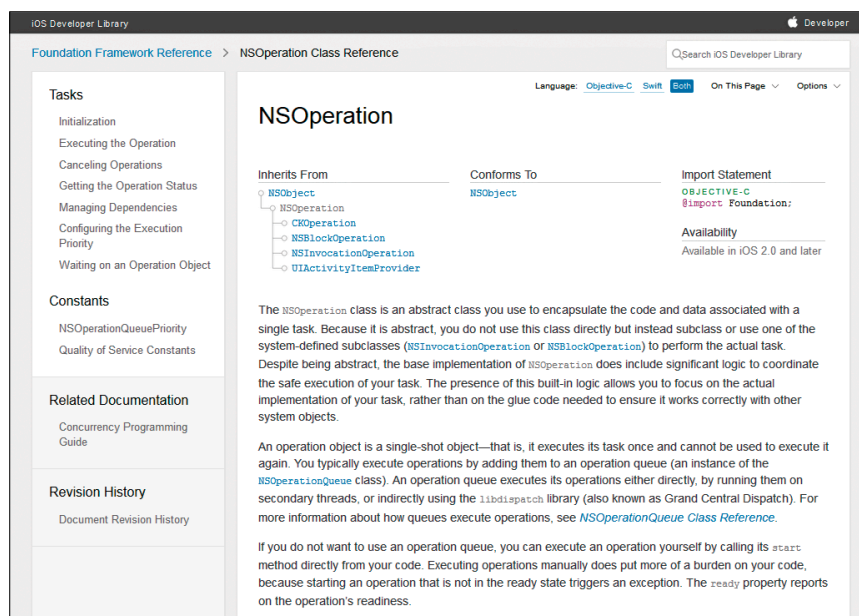 iOS Developer Library
Developer
Foundation Framework Reference > NSOperation Class Reference
Search iOS Developer Library
Tasks
Initialization
Executing the Operation
Canceling Operations
Getting the Operation Status
Managing Dependencies
Configuring the Execution
Priority
Waiting on an Operation Object
Constants
NSOperationQueuePriority
Quality of Service Constants
Related Documentation
Concurrency Programming
Guide
Revision History
Document Revision History
Language: Objective-C Swift Both On This Page Options
NSOperation
Inherits From
NSObject
NSOperation
CKOperation
NSBlockOperation
NSInvocationOperation
UIActivityItemProvider
Conforms To
NSObject
Import Statement
OBJECTIVE-C
@import Foundation;
Availability
Available in iOS 2.0 and later
The NSOperation class is an abstract class you use to encapsulate the code and data associated with a
single task. Because it is abstract, you do not use this class directly but instead subclass or use one of the
system-defined subclasses (NSInvocationOperation or NSBlockOperation) to perform the actual task.
Despite being abstract, the base implementation of NSOperation does include significant logic to coordinate
the safe execution of your task. The presence of this built-in logic allows you to focus on the actual
implementation of your task, rather than on the glue code needed to ensure it works correctly with other
system objects.
An operation object is a single-shot object—that is, it executes its task once and cannot be used to execute it
again. You typically execute operations by adding them to an operation queue (an instance of the
NSOperationQueue class). An operation queue executes its operations either directly, by running them on
secondary threads, or indirectly using the libdispatch library (also known as Grand Central Dispatch). For
more information about how queues execute operations, see NSOperationQueue Class Reference.
If you do not want to use an operation queue, you can execute an operation yourself by calling its start
method directly from your code. Executing operations manually does put more of a burden on your code,
because starting an operation that is not in the ready state triggers an exception. The ready property reports
on the operation's readiness.